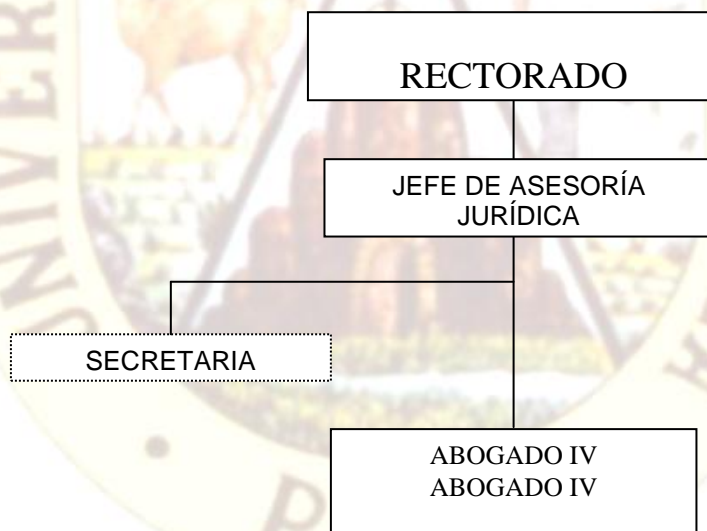 RECTORADO
JEFE DE ASESORÍA
JURÍDICA
SECRETARIA
ABOGADO IV
ABOGADO IV